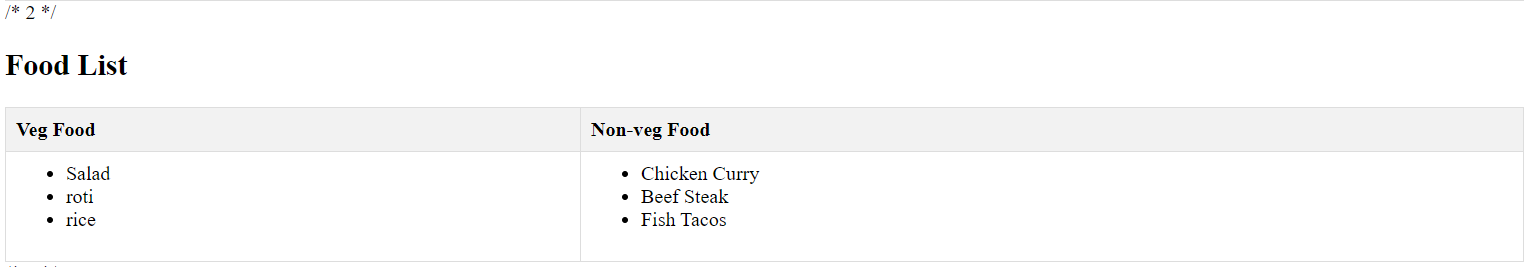 /* 2 */
Food List
Veg Food
Non-veg Food
Salad
roti
rice
Chicken Curry
Beef Steak
Fish Tacos